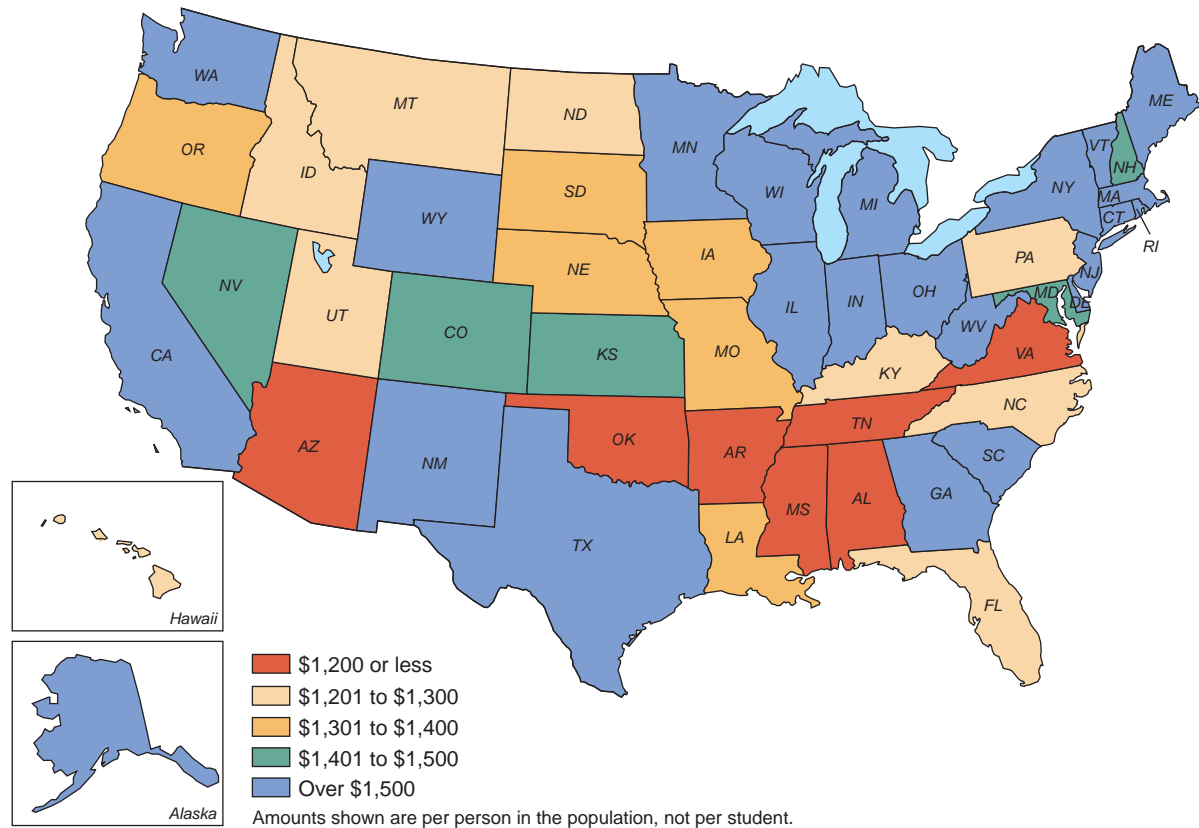 WA
ME
MT
ND
VT
MN
OR
NH
ID
WI
NY
SD
MA
MI
WY
CT
RI
IA
PA
NE
NJ
NV
OH
MD
DE
IL
IN
UT
CO
WV
CA
KS
MO
VA
KY
NC
TN
OK
AZ
AR
SC
NM
GA
MS
AL
LA
TX
FL
Hawaii
Alaska
$1,200 or less
$1,201 to $1,300
$1,301 to $1,400
$1,401 to $1,500
Over $1,500
Amounts shown are per person in the population, not per student.